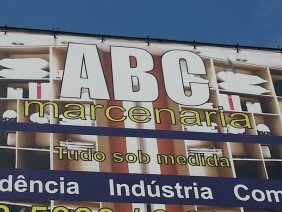 ABC
marcenaria
Tudo sob medida
dência Indústria Com